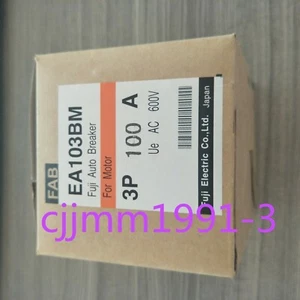 FAB
EA103BM
Fuji Auto Breaker
For Motor
3P 100 A
Ue AC 600V
Fuji Electric Co.,Ltd. Japan
cjjmm1991-3